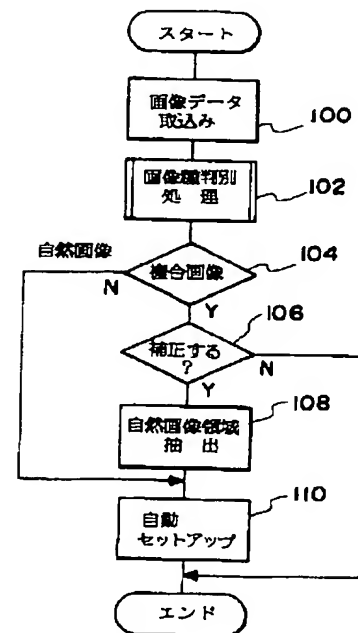 スタート
画像データ
取込み
100
画像種判別
処理
102
自然画像
複合画像
104
N
Y
106
補正する
?
N
Y
108
自然画像領域
抽出
110
自動
セットアップ
エンド